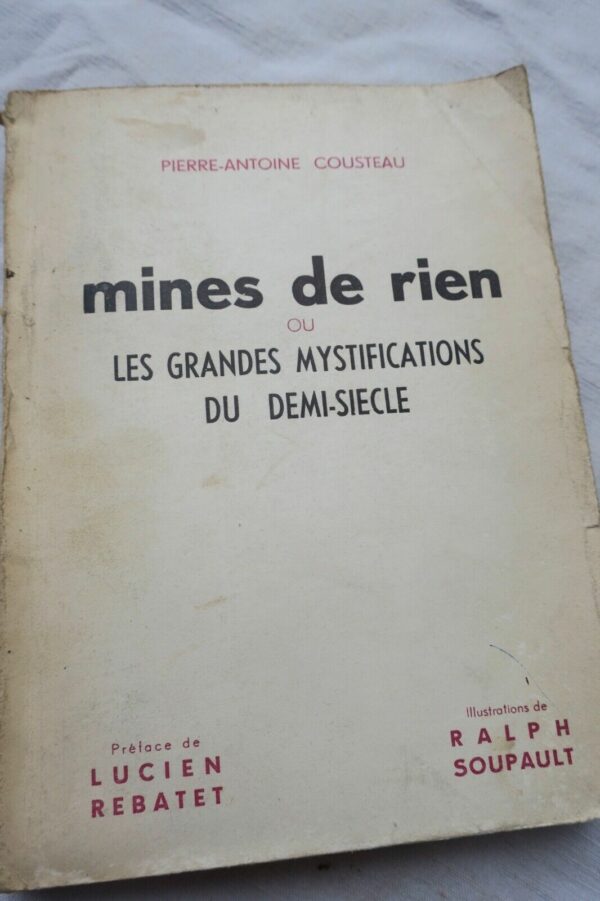 PIERRE-ANTOINE COUSTEAU
mines de rien
OU
LES GRANDES MYSTIFICATIONS
DU DEMI-SIECLE
Préface de
LUCIEN
REBATET
Illustrations de
RALPH
SOUPAULT